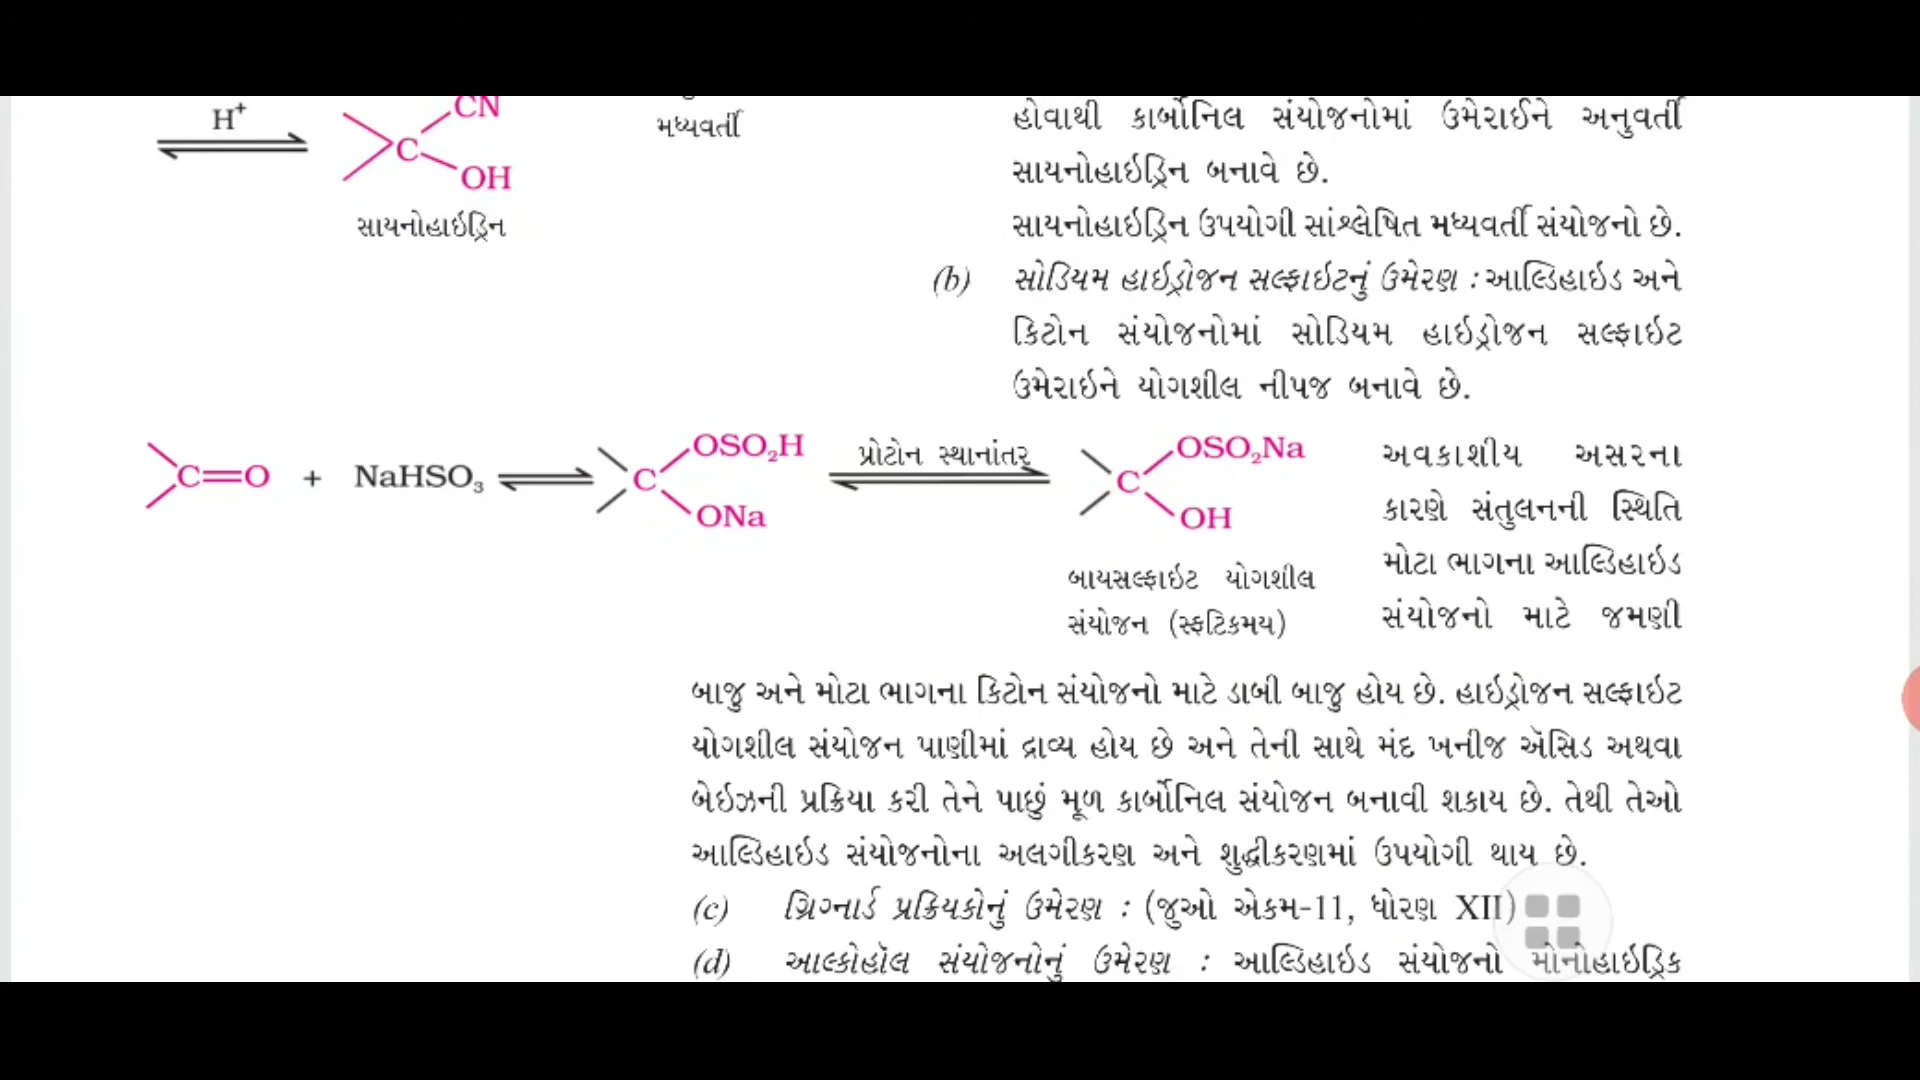 H⁺
CN
C
OH
મધ્યવર્તી
સાયનોહાઇડ્રિન
હોવાથી કાર્બોનિલ સંયોજનોમાં ઉમેરાઈને અનુવર્તી
સાયનોહાઇડ્રિન બનાવે છે.
સાયનોહાઇડ્રિન ઉપયોગી સાંશ્લેષિત મધ્યવર્તી સંયોજનો છે.
(b) સોડિયમ હાઇડ્રોજન સલ્ફાઇટનું ઉમેરણ : આલ્ડિહાઇડ અને
કિટોન સંયોજનોમાં સોડિયમ હાઇડ્રોજન સલ્ફાઇટ
ઉમેરાઇને યોગશીલ નીપજ બનાવે છે.
C=O + NaHSO₃ ⇌ C OSO₂H ONa પ્રોટોન સ્થાનાંતર ⇌ C OSO₂Na OH
બાયસલ્ફાઇટ યોગશીલ
સંયોજન (સ્ફટિકમય)
અવકાશીય અસરના
કારણે સંતુલનની સ્થિતિ
મોટા ભાગના આલ્ડિહાઇડ
સંયોજનો માટે જમણી
બાજુ અને મોટા ભાગના કિટોન સંયોજનો માટે ડાબી બાજુ હોય છે. હાઇડ્રોજન સલ્ફાઇટ
યોગશીલ સંયોજન પાણીમાં દ્રાવ્ય હોય છે અને તેની સાથે મંદ ખનીજ ઍસિડ અથવા
બેઇઝની પ્રક્રિયા કરી તેને પાછું મૂળ કાર્બોનિલ સંયોજન બનાવી શકાય છે. તેથી તેઓ
આલ્ડિહાઇડ સંયોજનોના અલગીકરણ અને શુદ્ધીકરણમાં ઉપયોગી થાય છે.
(c) ગ્રિગ્નાર્ડ પ્રક્રિયકોનું ઉમેરણ : (જુઓ એકમ-11, ધોરણ XII)
(d) આલ્કોહૉલ સંયોજનોનું ઉમેરણ : આલ્ડિહાઇડ સંયોજનો મોનોહાઇડ્રિક